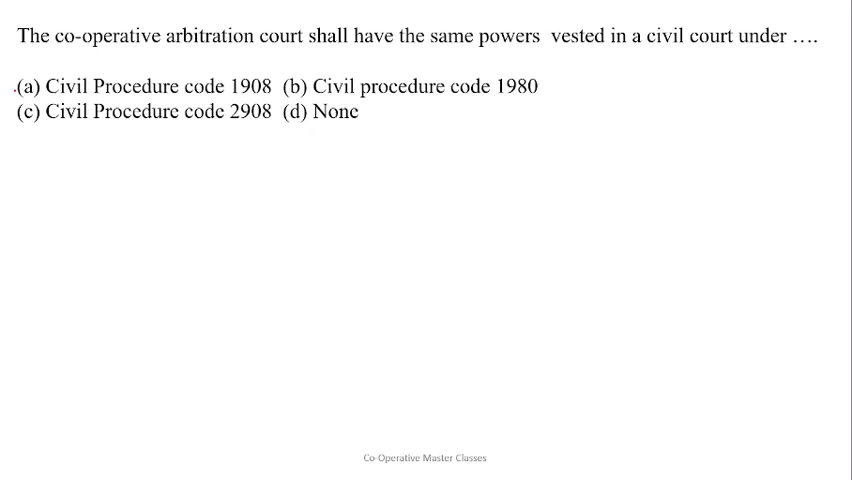 The co-operative arbitration court shall have the same powers vested in a civil court under ….
.(a) Civil Procedure code 1908 (b) Civil procedure code 1980
(c) Civil Procedure code 2908 (d) None
Co-Operative Master Classes